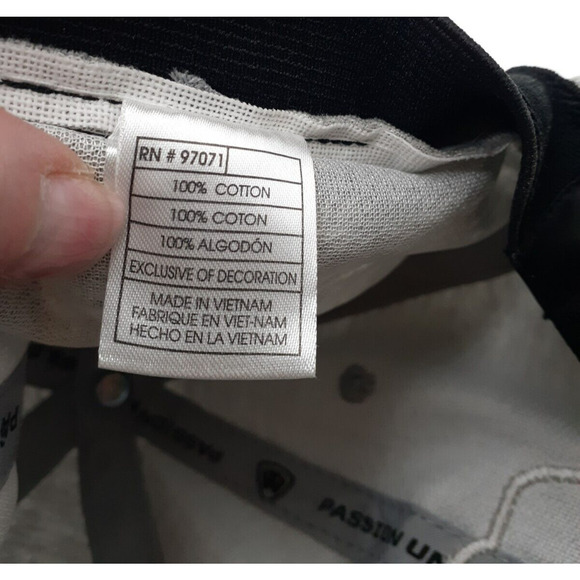 RN # 97071
100% COTTON
100% COTON
100% ALGODÓN
EXCLUSIVE OF DECORATION
MADE IN VIETNAM
FABRIQUE EN VIET-NAM
HECHO EN LA VIETNAM
PASSION UN